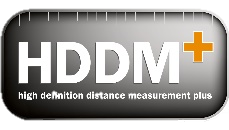 HDDM+
high definition distance measurement plus